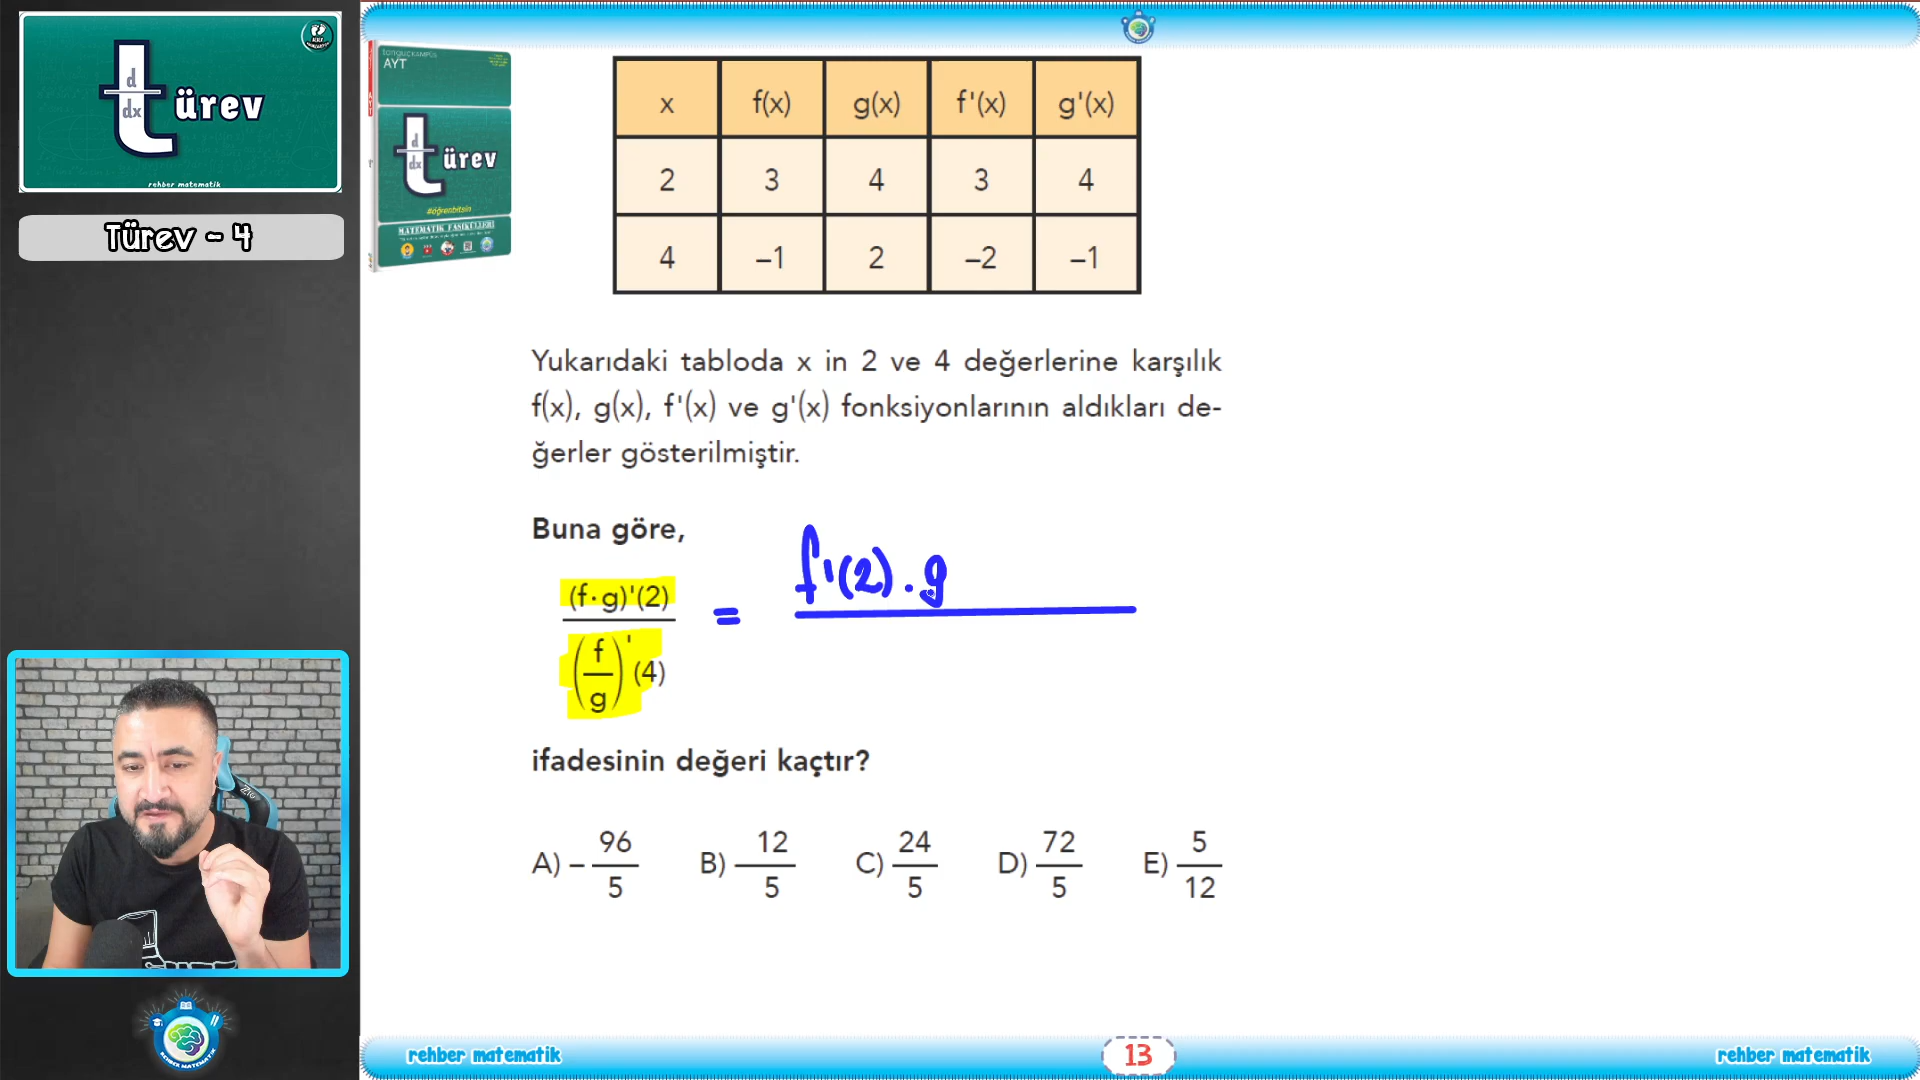 d
dx
ürev
rehber matematik
Türev - 4
AYT
d
dx
ürev
#öğrenbitsin
MATEMATİK FASİKÜLLERİ
x f(x) g(x) f'(x) g'(x)
2 3 4 3 4
4 –1 2 –2 –1
Yukarıdaki tabloda x in 2 ve 4 değerlerine karşılık
f(x), g(x), f'(x) ve g'(x) fonksiyonlarının aldıkları de-
ğerler gösterilmiştir.
Buna göre,
(f·g)'(2)
(f/g)'(4)
= f'(2) . g
ifadesinin değeri kaçtır?
A) – 96/5 B) – 12/5 C) 24/5 D) 72/5 E) 5/12
REHBER MATEMATİK
rehber matematik 13 rehber matematik